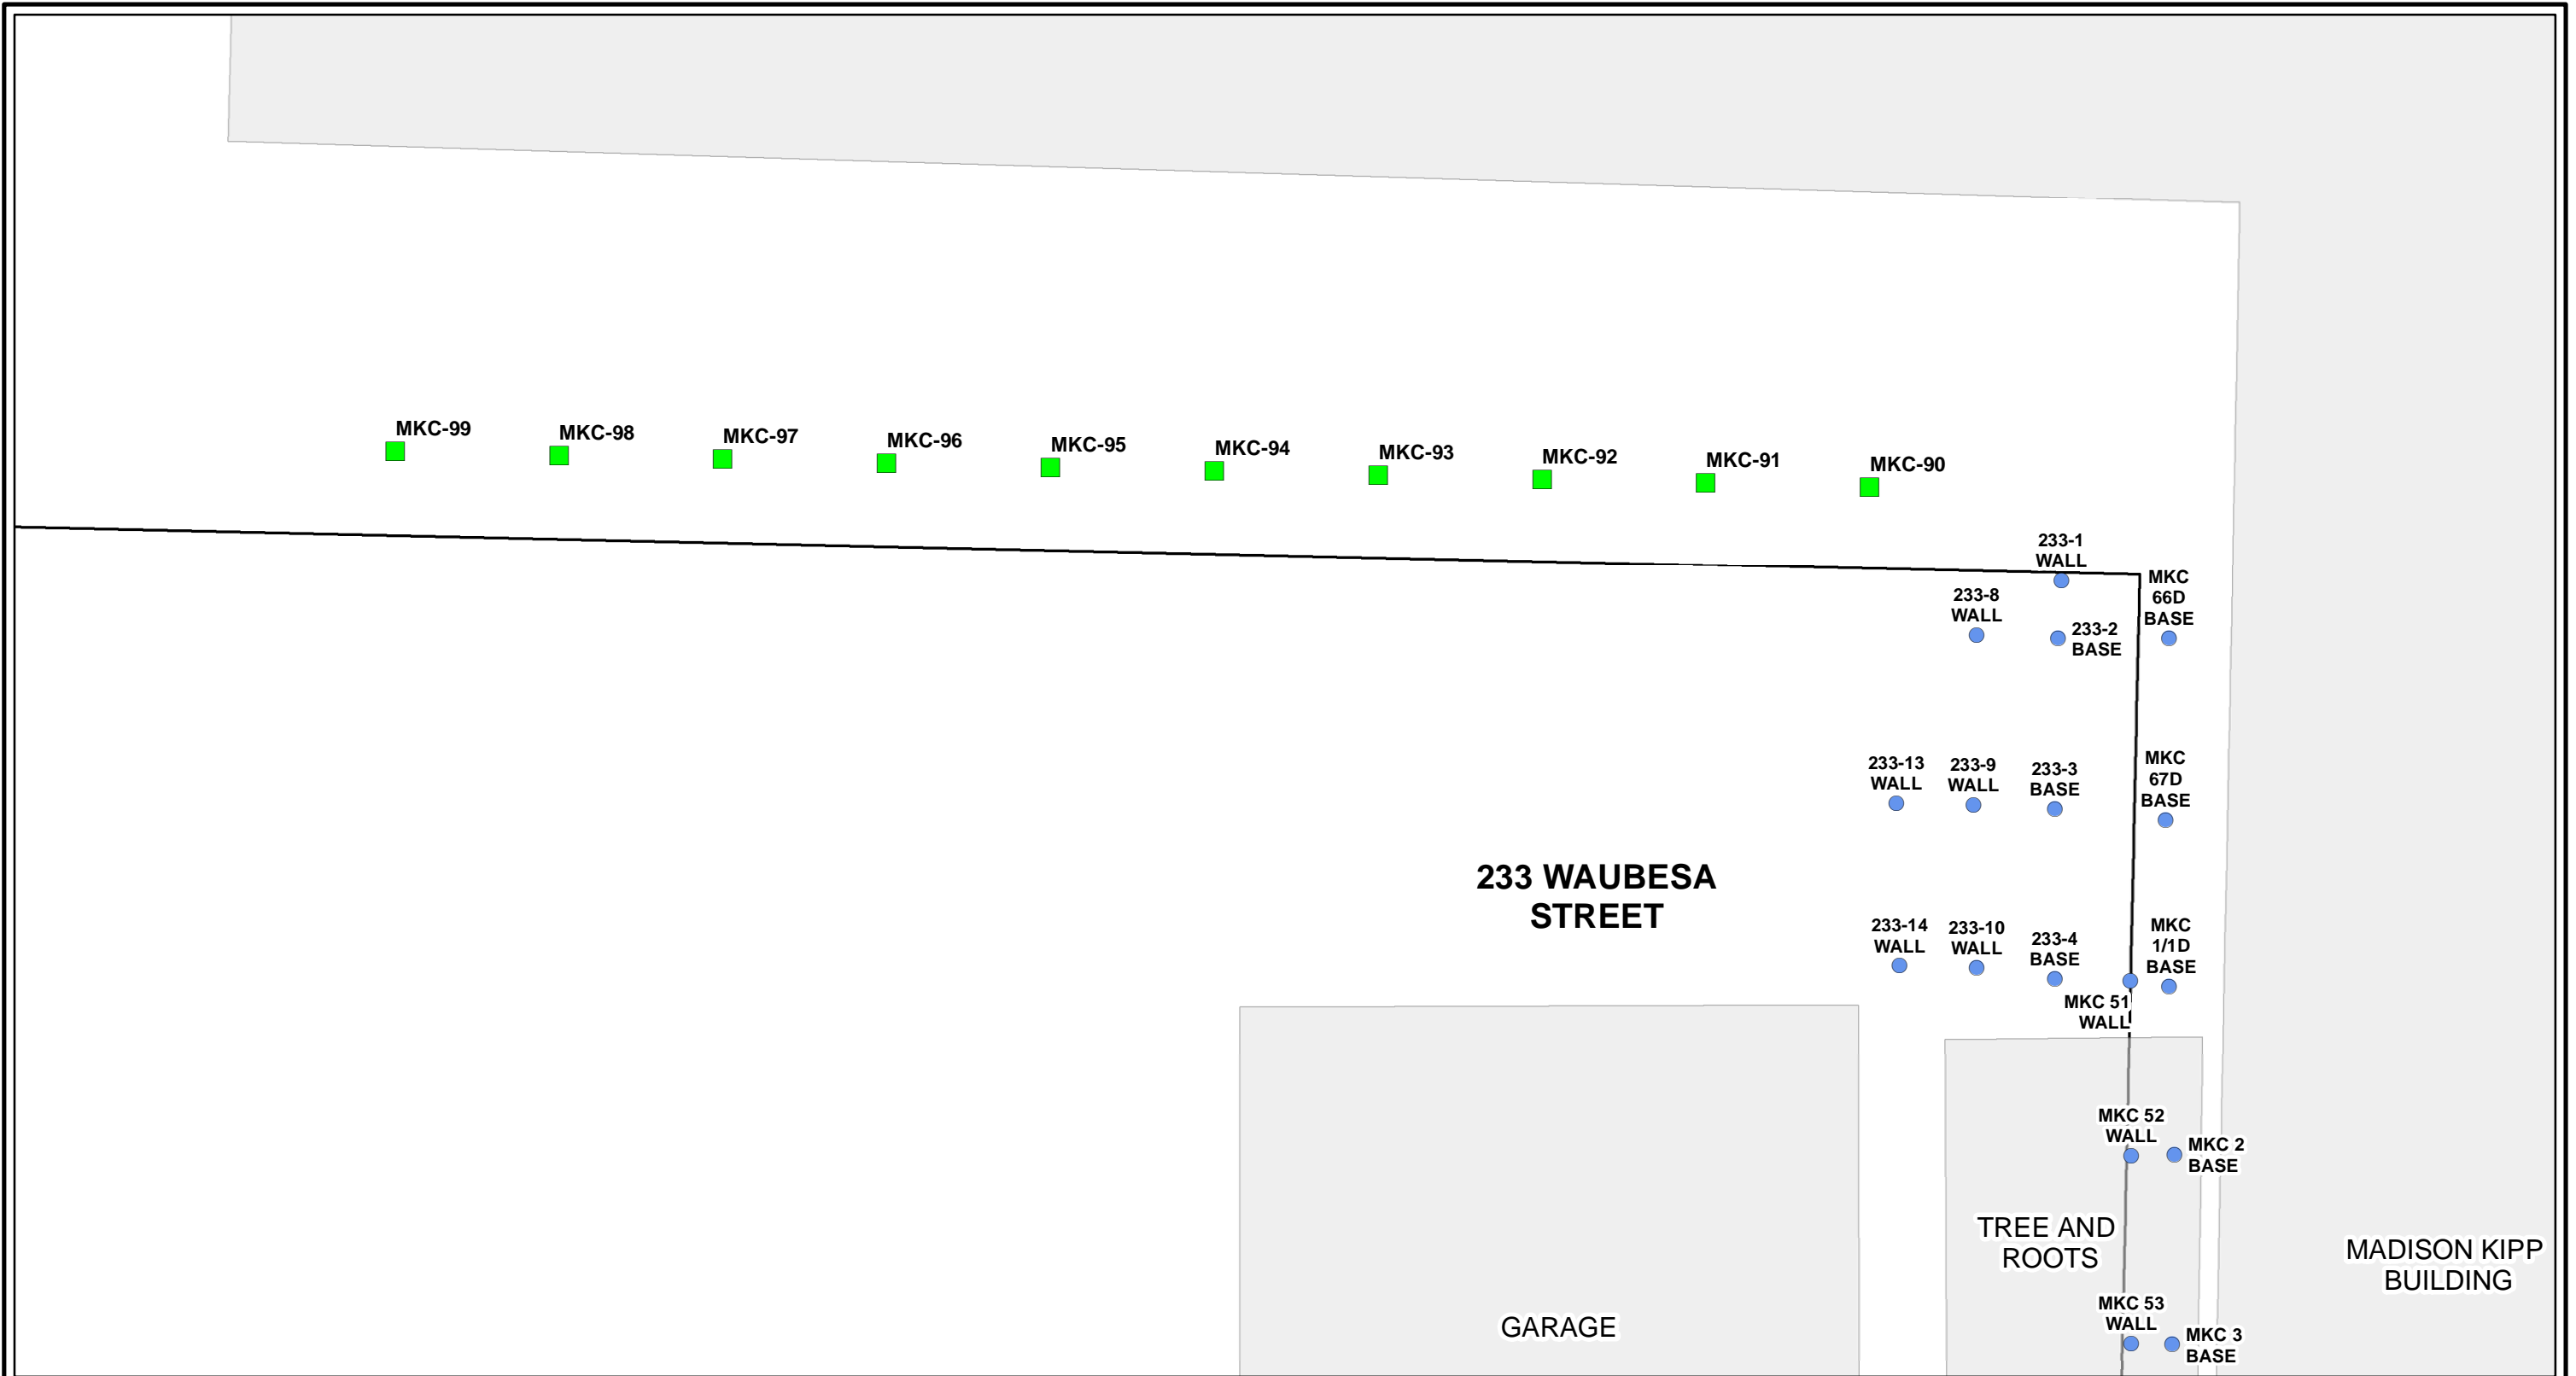 MKC-99
MKC-98
MKC-97
MKC-96
MKC-95
MKC-94
MKC-93
MKC-92
MKC-91
MKC-90
233-1
WALL
MKC
66D
BASE
233-8
WALL
233-2
BASE
233-13
WALL
233-9
WALL
233-3
BASE
MKC
67D
BASE
233 WAUBESA
STREET
233-14
WALL
233-10
WALL
233-4
BASE
MKC
1/1D
BASE
MKC 51
WALL
MKC 52
WALL
MKC 2
BASE
TREE AND
ROOTS
MADISON KIPP
BUILDING
GARAGE
MKC 53
WALL
MKC 3
BASE